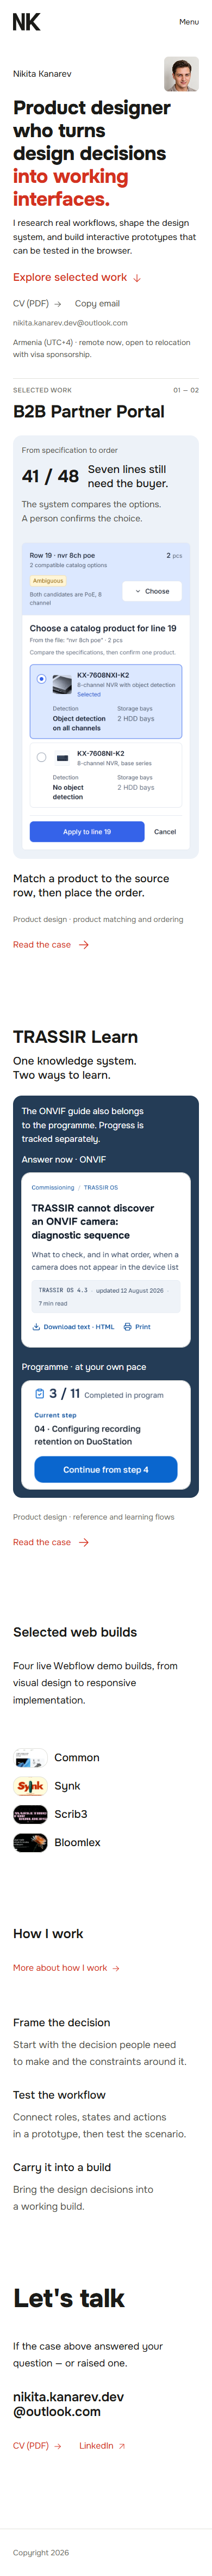 NK
Menu
Nikita Kanarev
Product designer
who turns
design decisions
into working
interfaces.
I research real workflows, shape the design
system, and build interactive prototypes that
can be tested in the browser.
Explore selected work ↓
CV (PDF) → Copy email
nikita.kanarev.dev@outlook.com
Armenia (UTC+4) · remote now, open to relocation
with visa sponsorship.
SELECTED WORK 01 — 02
B2B Partner Portal
From specification to order
41 / 48 Seven lines still
need the buyer.
The system compares the options.
A person confirms the choice.
Row 19 · nvr 8ch poe 2 pcs
2 compatible catalog options
Ambiguous
Both candidates are PoE, 8
channel
Choose
Choose a catalog product for line 19
From the file: "nvr 8ch poe" · 2 pcs
Compare the specifications, then confirm one product.
KX-7608NXI-K2
8-channel NVR with object detection
Selected
Detection Storage bays
Object detection 2 HDD bays
on all channels
KX-7608NI-K2
8-channel NVR, base series
Detection Storage bays
No object 2 HDD bays
detection
Apply to line 19 Cancel
Match a product to the source
row, then place the order.
Product design · product matching and ordering
Read the case →
TRASSIR Learn
One knowledge system.
Two ways to learn.
The ONVIF guide also belongs
to the programme. Progress is
tracked separately.
Answer now · ONVIF
Commissioning / TRASSIR OS
TRASSIR cannot discover
an ONVIF camera:
diagnostic sequence
What to check, and in what order, when a
camera does not appear in the device list
TRASSIR OS 4.3 · updated 12 August 2026 ·
7 min read
Download text · HTML Print
Programme · at your own pace
3 / 11 Completed in program
Current step
04 · Configuring recording
retention on DuoStation
Continue from step 4
Product design · reference and learning flows
Read the case →
Selected web builds
Four live Webflow demo builds, from
visual design to responsive
implementation.
Common
Synk
Synk
Scrib3
Bloomlex
How I work
More about how I work →
Frame the decision
Start with the decision people need
to make and the constraints around it.
Test the workflow
Connect roles, states and actions
in a prototype, then test the scenario.
Carry it into a build
Bring the design decisions into
a working build.
Let's talk
If the case above answered your
question — or raised one.
nikita.kanarev.dev
@outlook.com
CV (PDF) → LinkedIn ↗
Copyright 2026